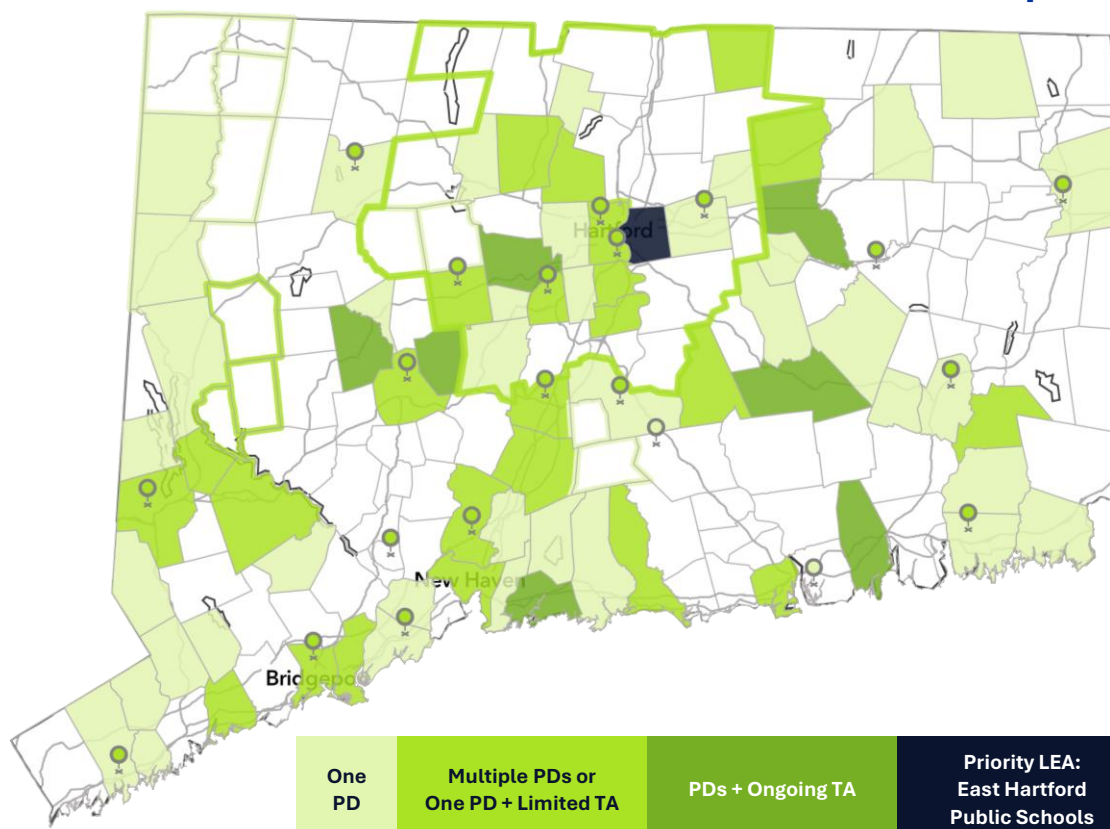 Hartford
New Haven
Bridgepo
One
PD
Multiple PDs or
One PD + Limited TA
PDs + Ongoing TA
Priority LEA:
East Hartford
Public Schools